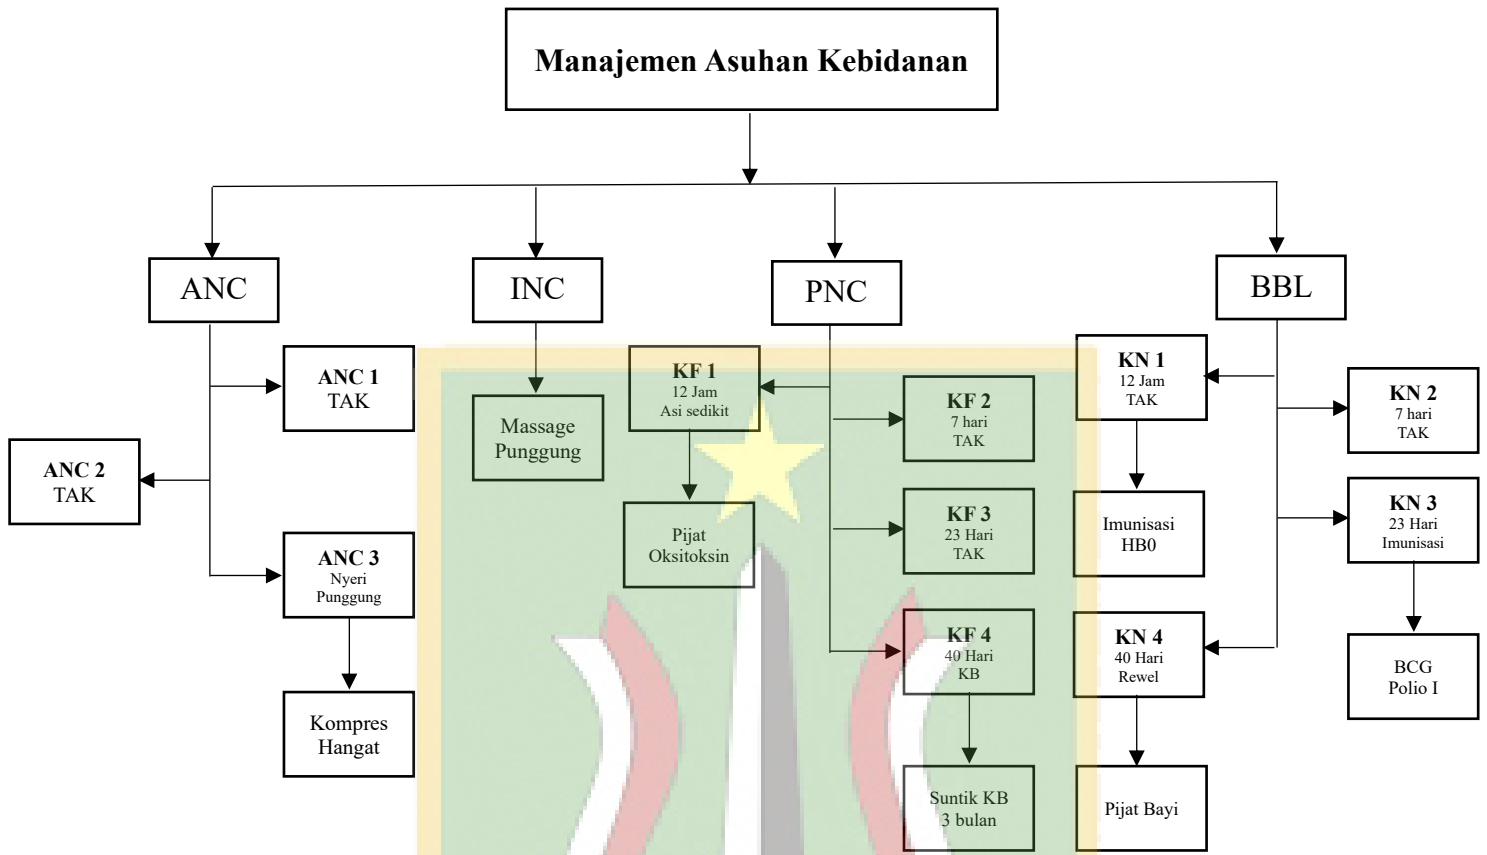 Manajemen Asuhan Kebidanan
ANC
INC
PNC
BBL
ANC 1
TAK
ANC 2
TAK
ANC 3
Nyeri
Punggung
Kompres
Hangat
Massage
Punggung
KF 1
12 Jam
Asi sedikit
Pijat
Oksitoksin
KF 2
7 hari
TAK
KF 3
23 Hari
TAK
KF 4
40 Hari
KB
Suntik KB
3 bulan
KN 1
12 Jam
TAK
Imunisasi
HB0
KN 2
7 hari
TAK
KN 3
23 Hari
Imunisasi
BCG
Polio I
KN 4
40 Hari
Rewel
Pijat Bayi